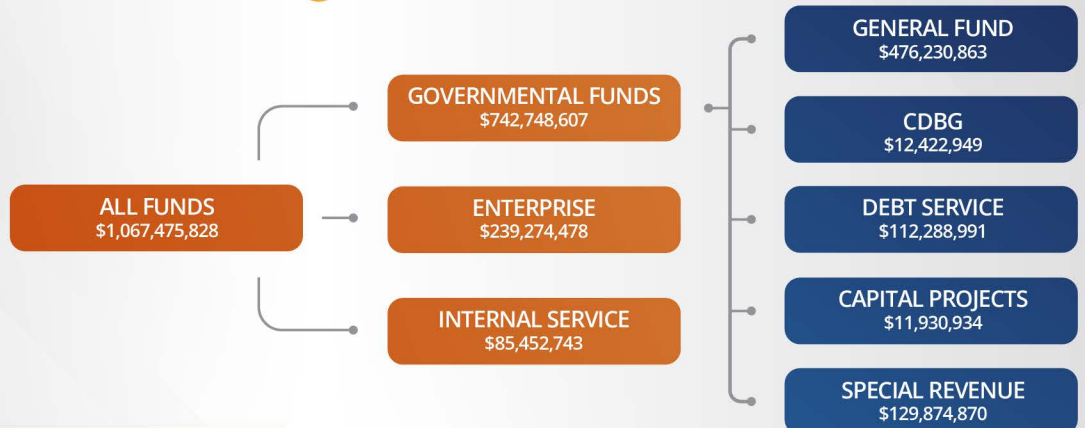 ALL FUNDS
$1,067,475,828
GOVERNMENTAL FUNDS
$742,748,607
ENTERPRISE
$239,274,478
INTERNAL SERVICE
$85,452,743
GENERAL FUND
$476,230,863
CDBG
$12,422,949
DEBT SERVICE
$112,288,991
CAPITAL PROJECTS
$11,930,934
SPECIAL REVENUE
$129,874,870